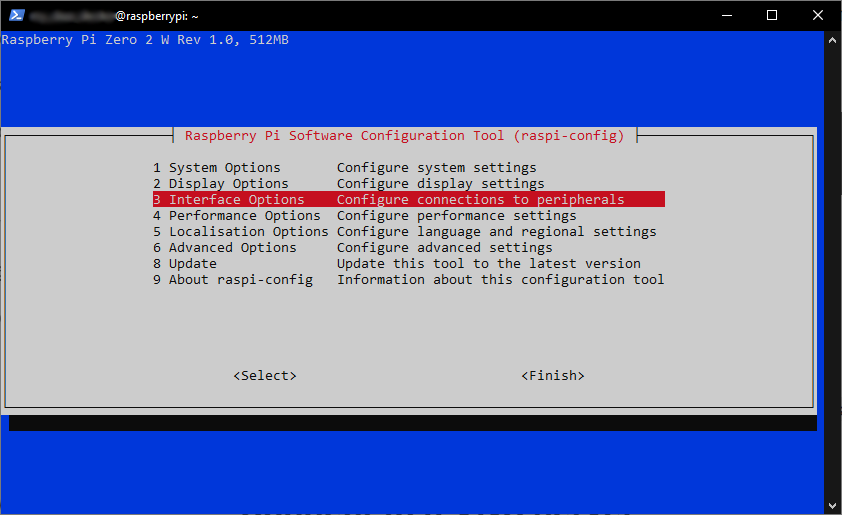 @raspberrypi: ~
Raspberry Pi Zero 2 W Rev 1.0, 512MB
Raspberry Pi Software Configuration Tool (raspi-config)
1 System Options Configure system settings
2 Display Options Configure display settings
3 Interface Options Configure connections to peripherals
4 Performance Options Configure performance settings
5 Localisation Options Configure language and regional settings
6 Advanced Options Configure advanced settings
8 Update Update this tool to the latest version
9 About raspi-config Information about this configuration tool
<Select> <Finish>